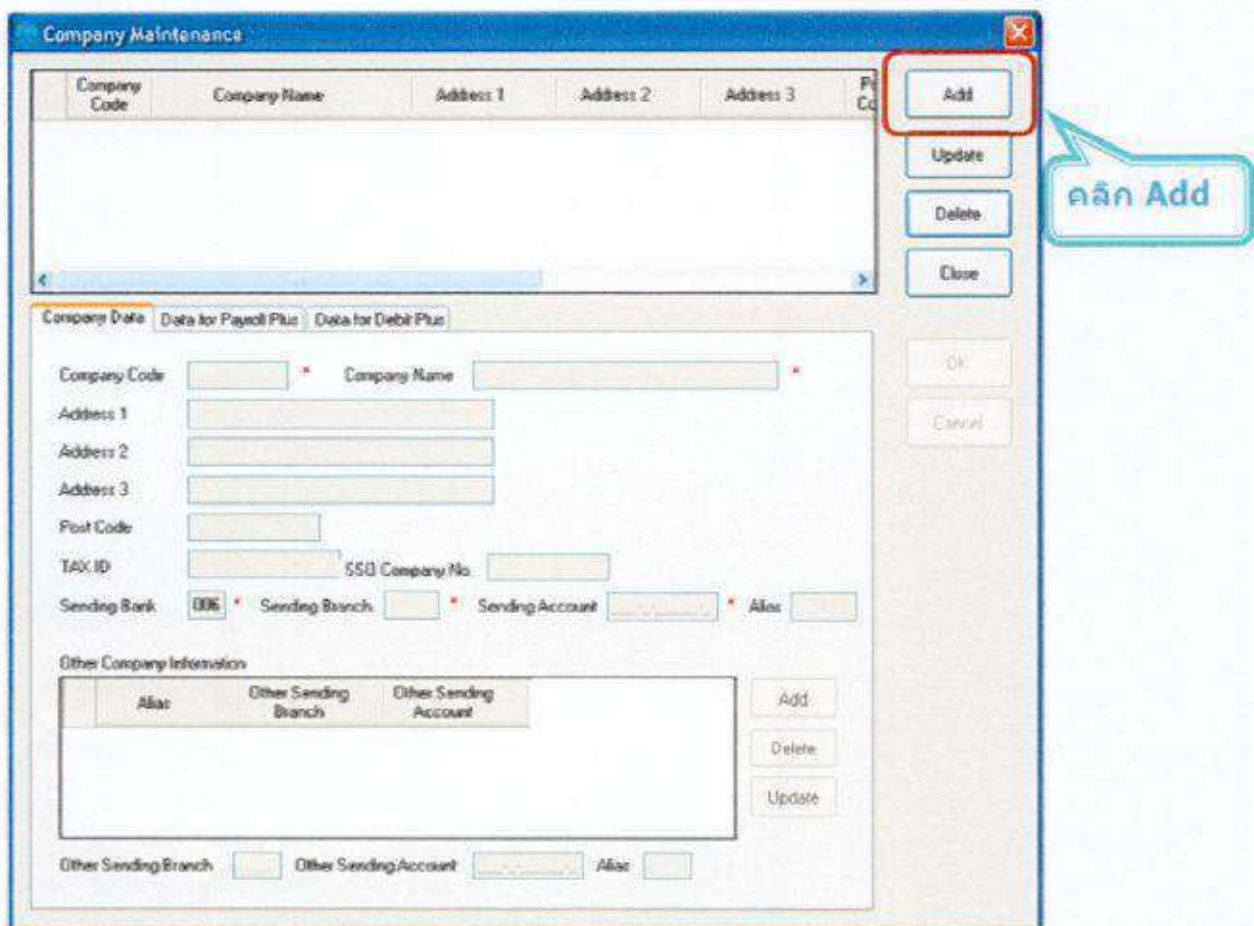 Company Maintenance
Company Code
Company Name
Address 1
Address 2
Address 3
Add
Update
Delete
Close
คลิก Add
Company Data
Data for Payroll Plus
Data for Debit Plus
Company Code * Company Name *
Address 1
Address 2
Address 3
Post Code
TAX ID SSO Company No.
Sending Bank 006 * Sending Branch * Sending Account * Alias
OK
Cancel
Other Company Information
Alias
Other Sending Branch
Other Sending Account
Add
Delete
Update
Other Sending Branch Other Sending Account Alias